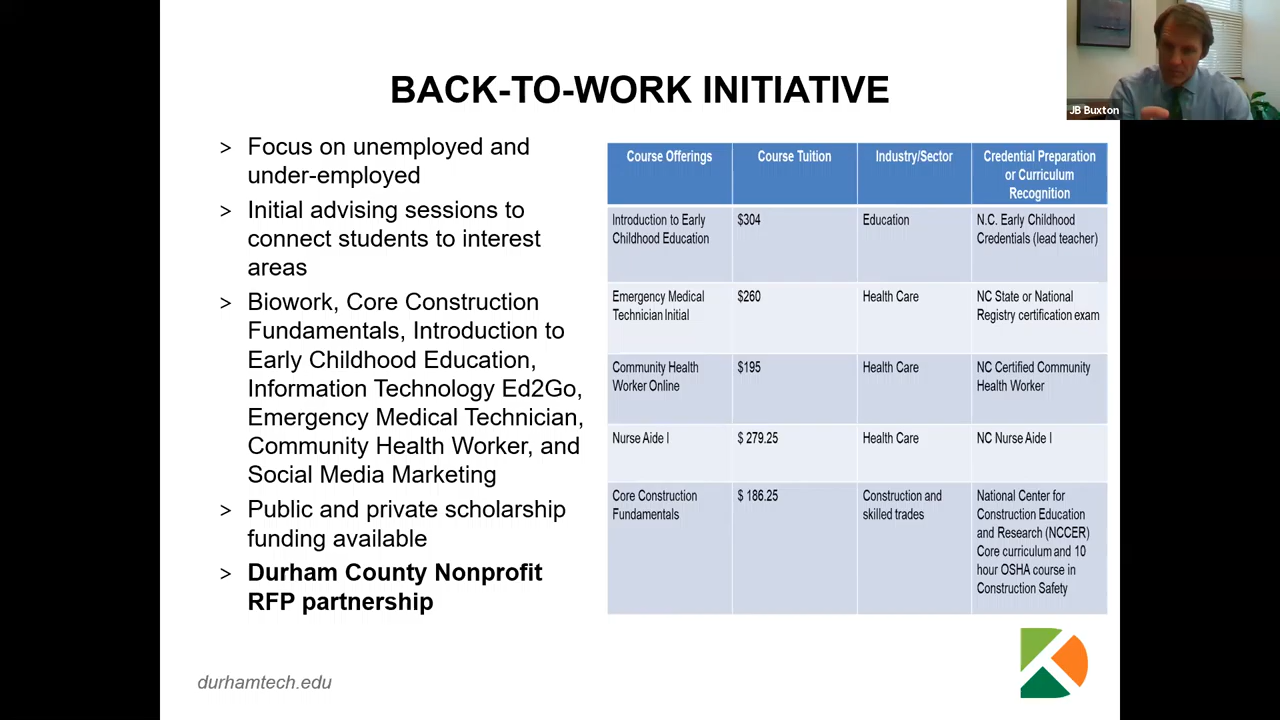 BACK-TO-WORK INITIATIVE
JB Buxton
> Focus on unemployed and
under-employed
> Initial advising sessions to
connect students to interest
areas
> Biowork, Core Construction
Fundamentals, Introduction to
Early Childhood Education,
Information Technology Ed2Go,
Emergency Medical Technician,
Community Health Worker, and
Social Media Marketing
> Public and private scholarship
funding available
> Durham County Nonprofit
RFP partnership
Course Offerings
Course Tuition
Industry/Sector
Credential Preparation
or Curriculum
Recognition
Introduction to Early
Childhood Education
$304
Education
N.C. Early Childhood
Credentials (lead teacher)
Emergency Medical
Technician Initial
$260
Health Care
NC State or National
Registry certification exam
Community Health
Worker Online
$195
Health Care
NC Certified Community
Health Worker
Nurse Aide I
$ 279.25
Health Care
NC Nurse Aide I
Core Construction
Fundamentals
$ 186.25
Construction and
skilled trades
National Center for
Construction Education
and Research (NCCER)
Core curriculum and 10
hour OSHA course in
Construction Safety
durhamtech.edu